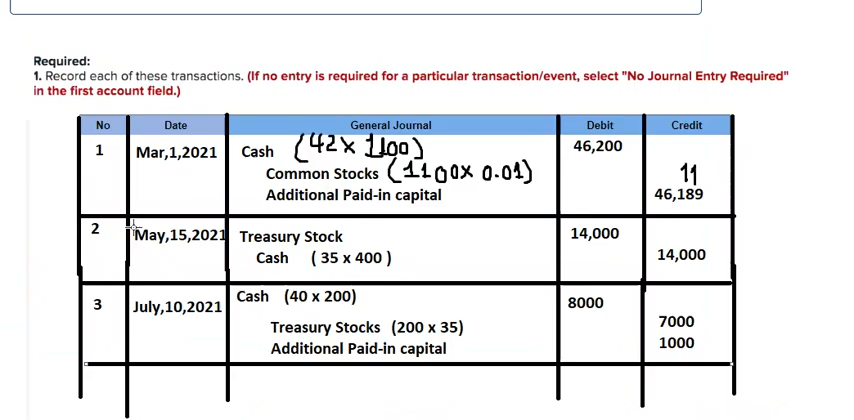 Required:
1. Record each of these transactions. (If no entry is required for a particular transaction/event, select "No Journal Entry Required"
in the first account field.)
No Date General Journal Debit Credit
1 Mar,1,2021 Cash (42 x 1100) 46,200
Common Stocks (1100 x 0.01) 11
Additional Paid-in capital 46,189
2 May,15,2021 Treasury Stock 14,000
Cash ( 35 x 400 ) 14,000
3 July,10,2021 Cash (40 x 200) 8000
Treasury Stocks (200 x 35) 7000
Additional Paid-in capital 1000